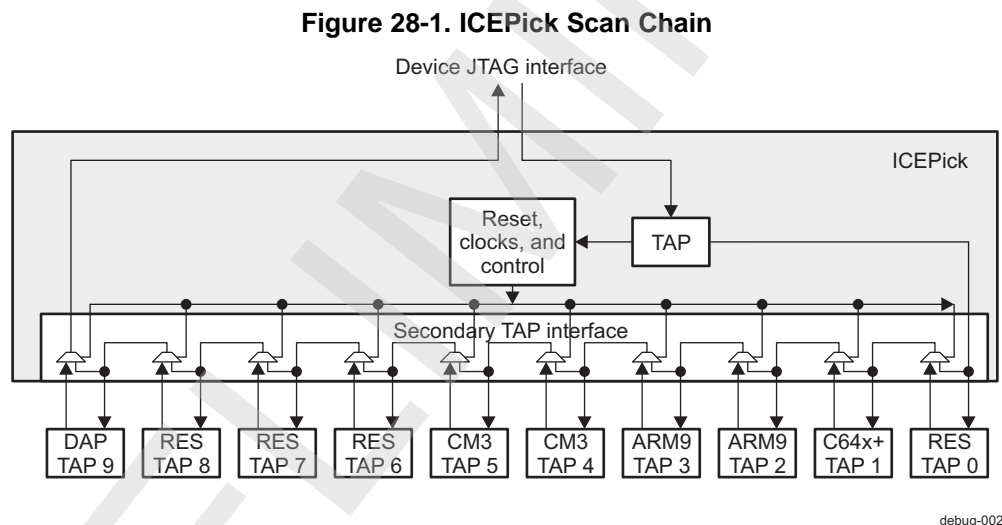 Figure 28-1. ICEPick Scan Chain
Device JTAG interface
ICEPick
Reset,
clocks, and
control
TAP
Secondary TAP interface
DAP
TAP 9
RES
TAP 8
RES
TAP 7
RES
TAP 6
CM3
TAP 5
CM3
TAP 4
ARM9
TAP 3
ARM9
TAP 2
C64x+
TAP 1
RES
TAP 0
debug-002